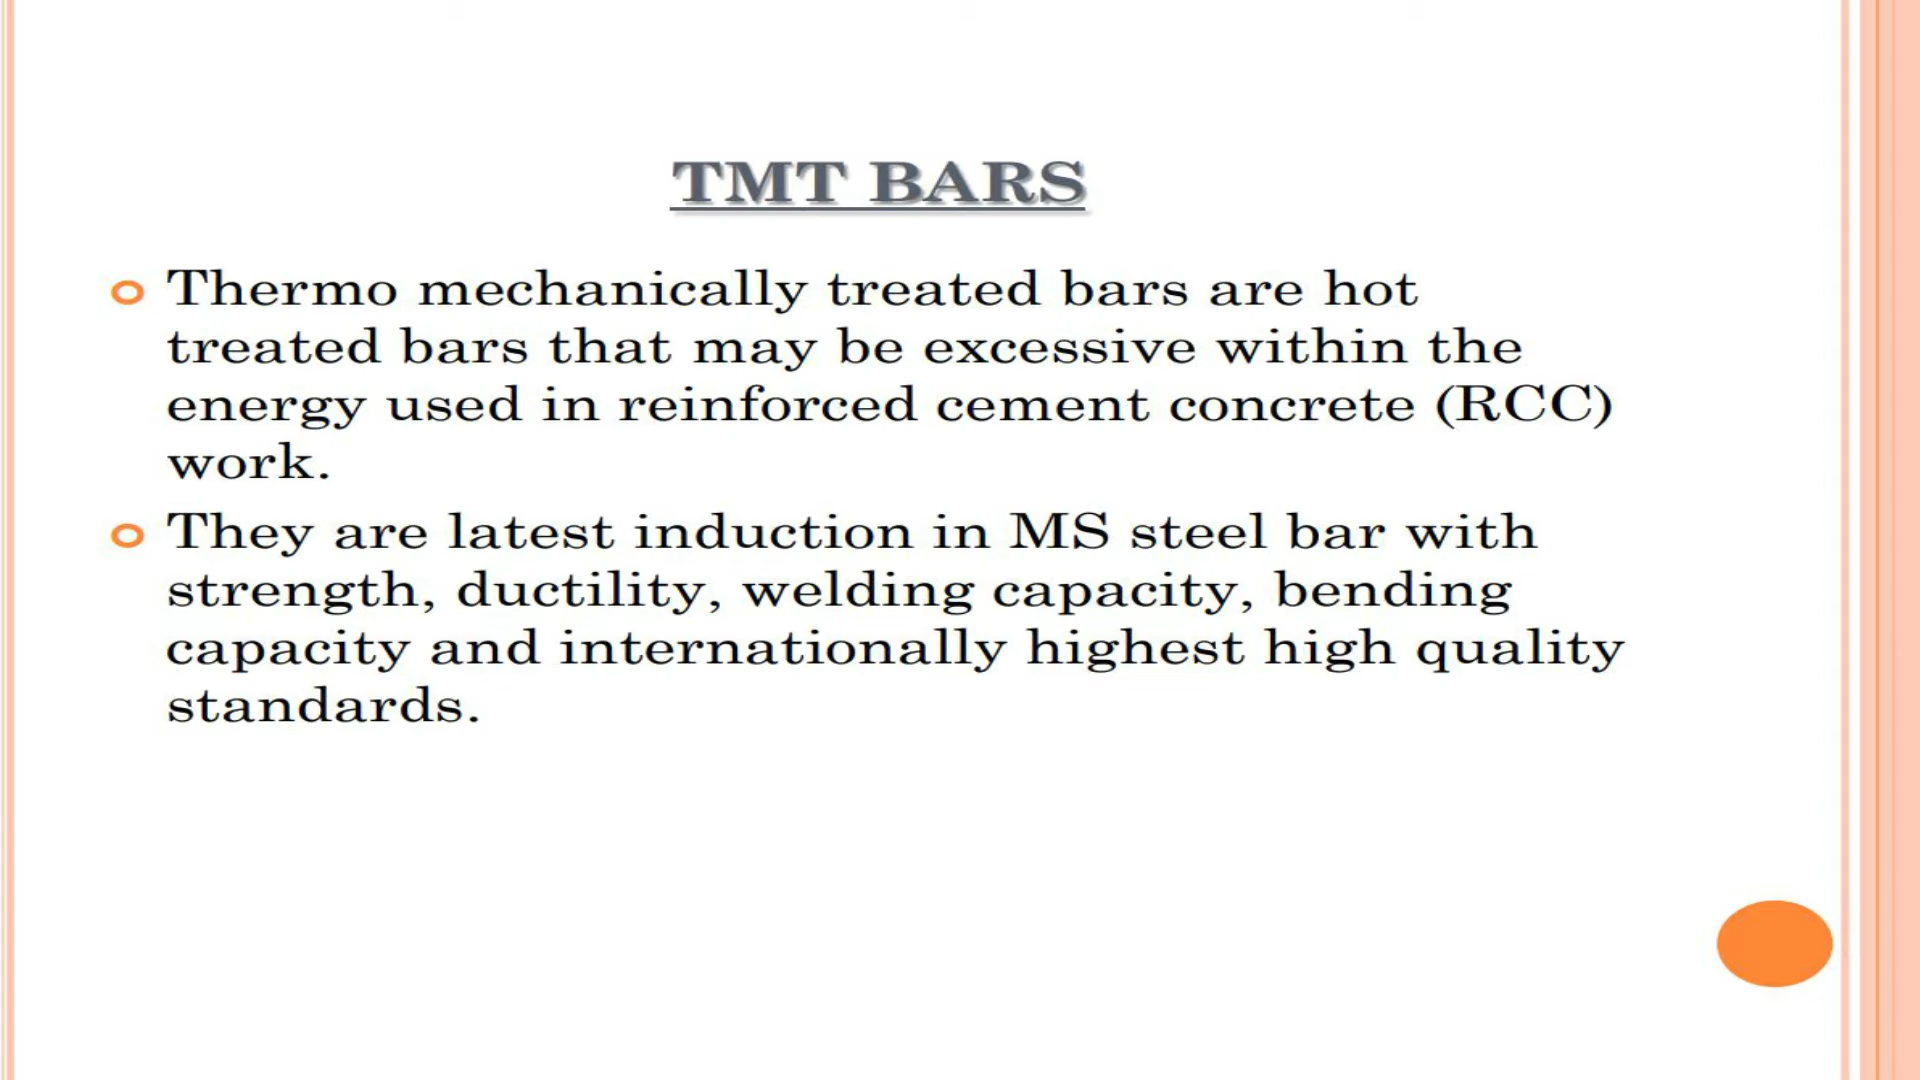 TMT BARS
Thermo mechanically treated bars are hot
treated bars that may be excessive within the
energy used in reinforced cement concrete (RCC)
work.
They are latest induction in MS steel bar with
strength, ductility, welding capacity, bending
capacity and internationally highest high quality
standards.